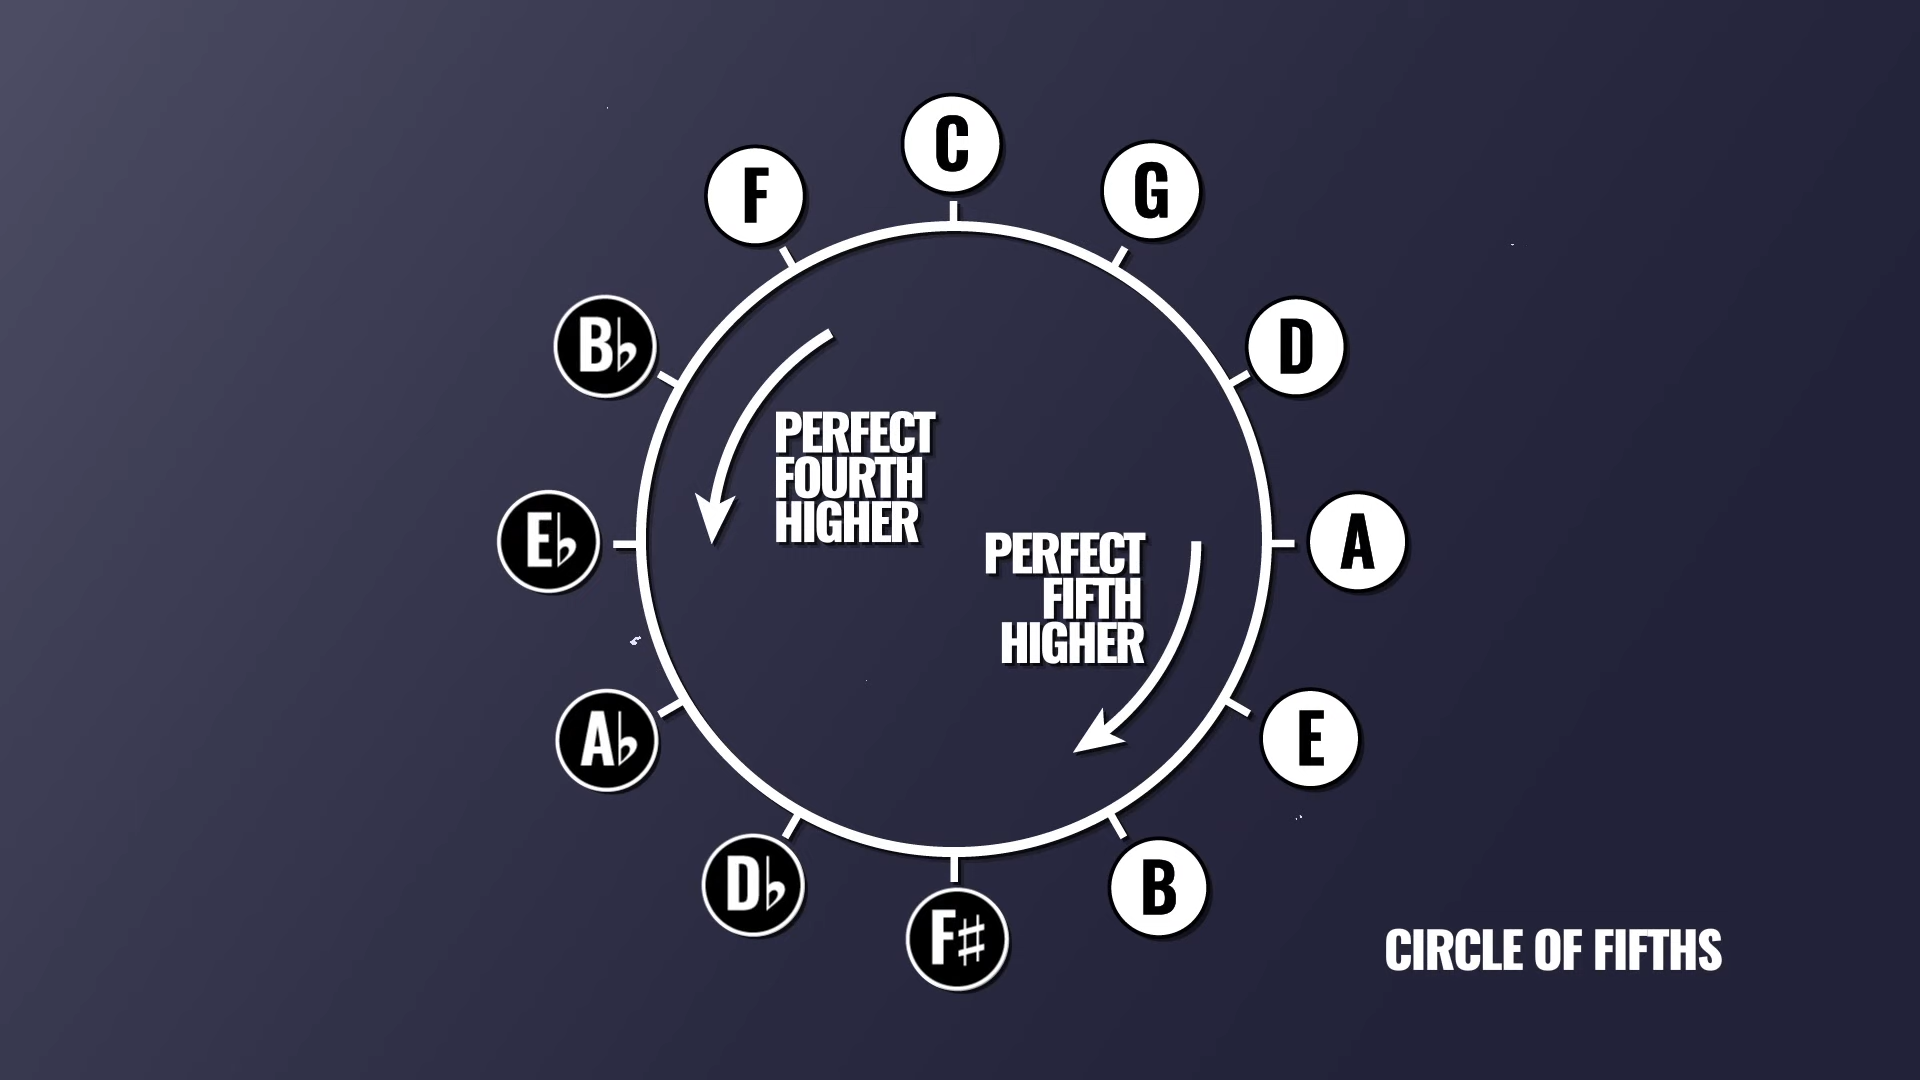 C
F
G
B♭
D
PERFECT
FOURTH
HIGHER
E♭
A
PERFECT
FIFTH
HIGHER
A♭
E
D♭
B
F♯
CIRCLE OF FIFTHS